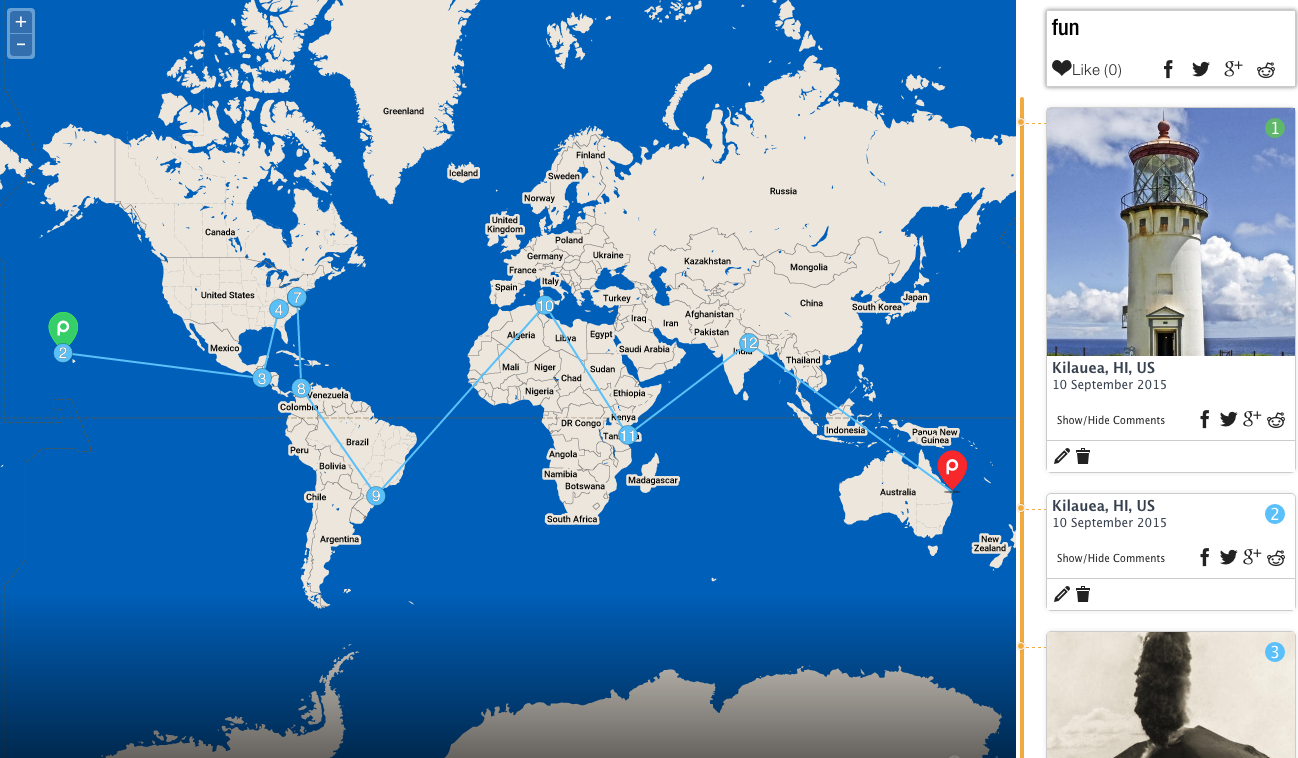 +
−
Greenland
Iceland
Finland
Sweden
Norway
Russia
United
Kingdom
Canada
Poland
Germany
Ukraine
Kazakhstan
Mongolia
France
Italy
Spain
United States
Turkey
China
Japan
South Korea
Afghanistan
Iraq
Iran
Pakistan
Algeria
Libya
Egypt
Mexico
Saudi Arabia
India
Thailand
Mali
Niger
Chad
Sudan
Nigeria
Ethiopia
Venezuela
Colombia
Kenya
DR Congo
Tanzania
Indonesia
Papua New
Guinea
Brazil
Peru
Bolivia
Angola
Namibia
Botswana
Madagascar
Australia
Chile
South Africa
Argentina
New
Zealand
2
3
4
7
8
9
10
11
12
fun
Like (0)
f
g+
1
Kilauea, HI, US
10 September 2015
Show/Hide Comments
f
g+
Kilauea, HI, US
2
10 September 2015
Show/Hide Comments
f
g+
3